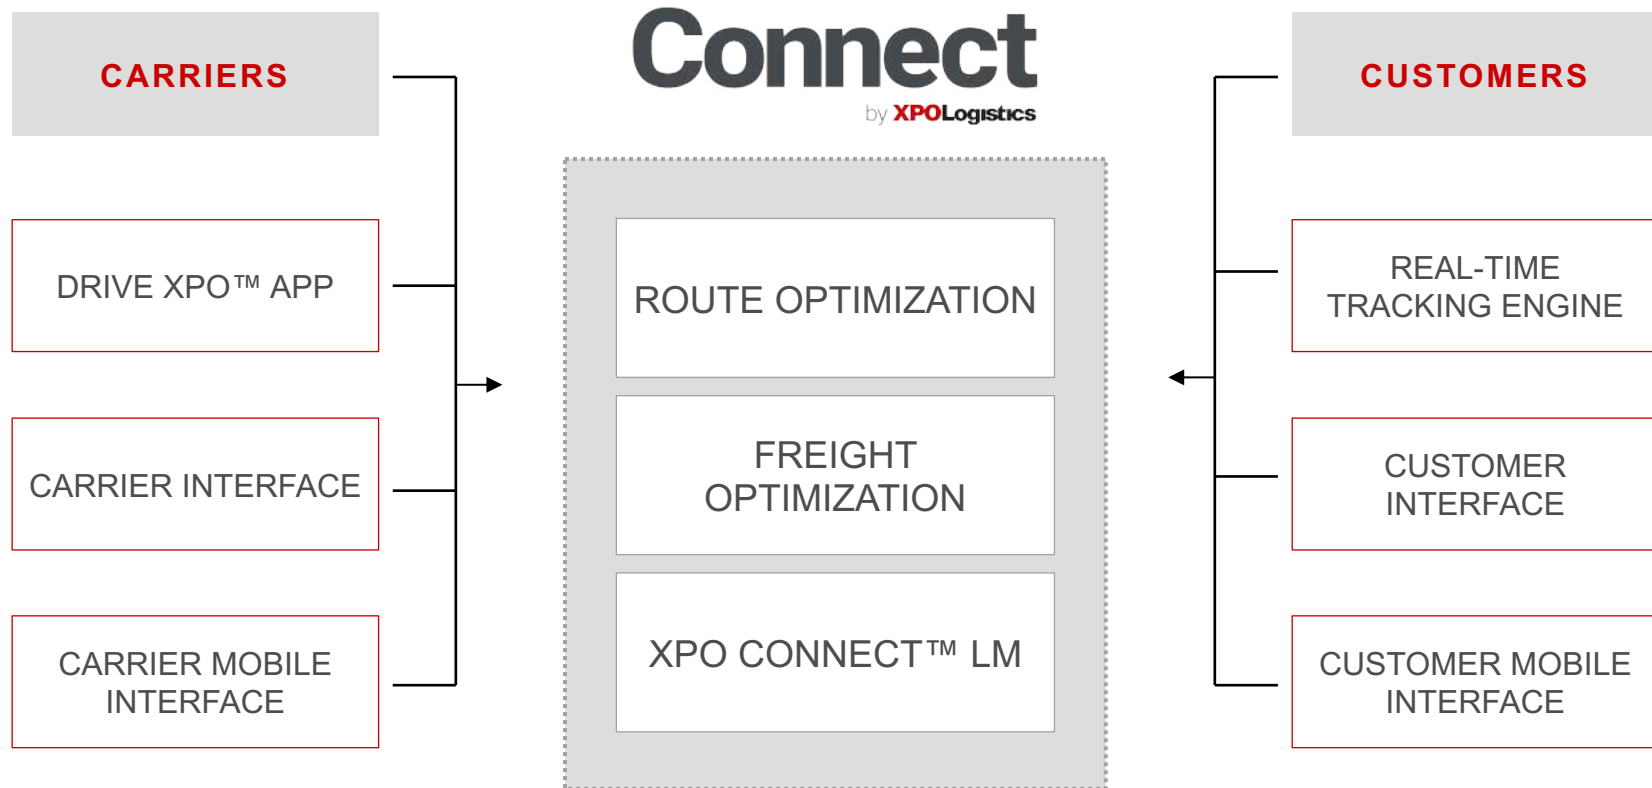 Connect
by XPOLogistics
CARRIERS
DRIVE XPO™ APP
CARRIER INTERFACE
CARRIER MOBILE
INTERFACE
ROUTE OPTIMIZATION
FREIGHT
OPTIMIZATION
XPO CONNECT™ LM
CUSTOMERS
REAL-TIME
TRACKING ENGINE
CUSTOMER
INTERFACE
CUSTOMER MOBILE
INTERFACE